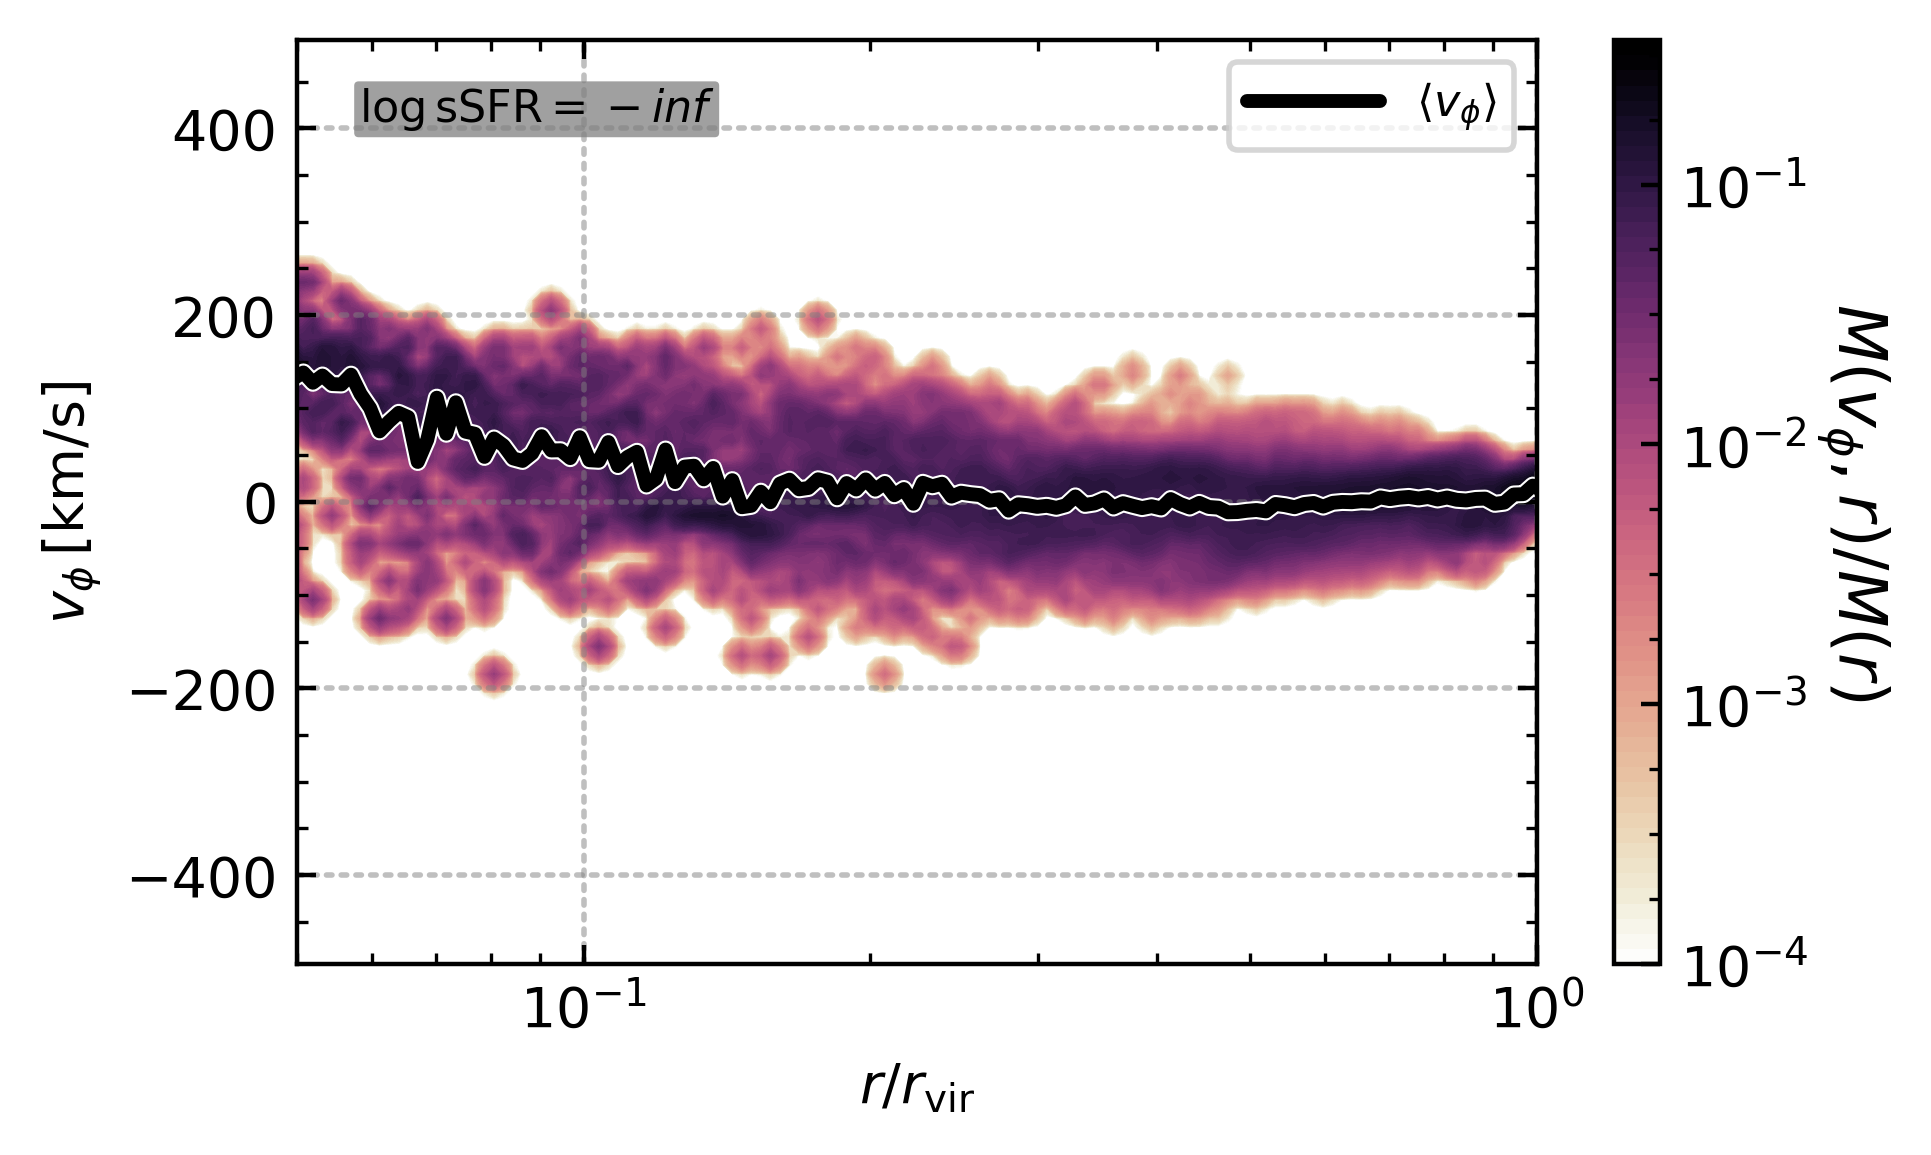 log sSFR = −inf
⟨v_ϕ⟩
400
200
0
−200
−400
v_ϕ [km/s]
10^−1
10^0
r/r_vir
10^−1
10^−2
10^−3
10^−4
M(v_ϕ, r)/M(r)